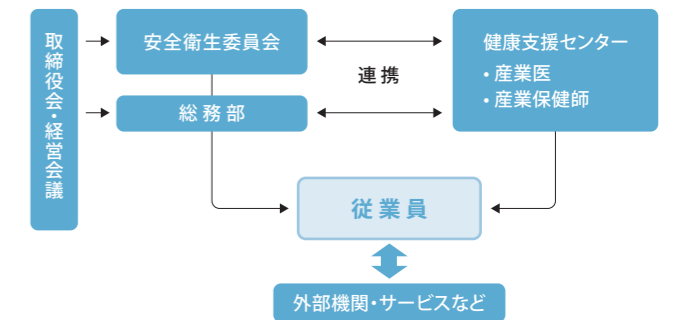 取締役会・経営会議
安全衛生委員会
総務部
連携
健康支援センター
・産業医
・産業保健師
従業員
外部機関・サービスなど